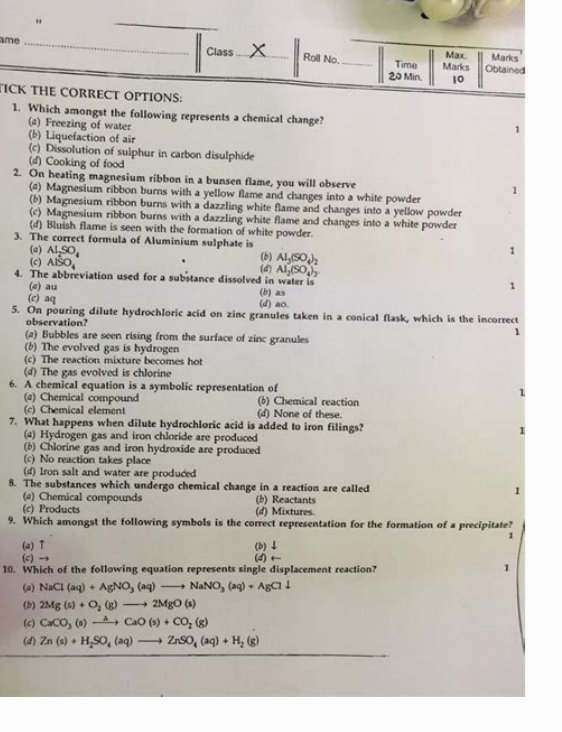 ame
Class X
Roll No.
Time
20 Min.
Max.
Marks
10
Marks
Obtained
TICK THE CORRECT OPTIONS:
1. Which amongst the following represents a chemical change? 1
(a) Freezing of water
(b) Liquefaction of air
(c) Dissolution of sulphur in carbon disulphide
(d) Cooking of food
2. On heating magnesium ribbon in a bunsen flame, you will observe 1
(a) Magnesium ribbon burns with a yellow flame and changes into a white powder
(b) Magnesium ribbon burns with a dazzling white flame and changes into a yellow powder
(c) Magnesium ribbon burns with a dazzling white flame and changes into a white powder
(d) Bluish flame is seen with the formation of white powder.
3. The correct formula of Aluminium sulphate is 1
(a) Al₂SO₄ (b) Al₃(SO₄)₂
(c) AlSO₄ (d) Al₂(SO₄)₃.
4. The abbreviation used for a substance dissolved in water is 1
(a) au (b) as
(c) aq (d) ao.
5. On pouring dilute hydrochloric acid on zinc granules taken in a conical flask, which is the incorrect
observation? 1
(a) Bubbles are seen rising from the surface of zinc granules
(b) The evolved gas is hydrogen
(c) The reaction mixture becomes hot
(d) The gas evolved is chlorine
6. A chemical equation is a symbolic representation of 1
(a) Chemical compound (b) Chemical reaction
(c) Chemical element (d) None of these.
7. What happens when dilute hydrochloric acid is added to iron filings? 1
(a) Hydrogen gas and iron chloride are produced
(b) Chlorine gas and iron hydroxide are produced
(c) No reaction takes place
(d) Iron salt and water are produced
8. The substances which undergo chemical change in a reaction are called 1
(a) Chemical compounds (b) Reactants
(c) Products (d) Mixtures.
9. Which amongst the following symbols is the correct representation for the formation of a precipitate?
1
(a) ↑ (b) ↓
(c) → (d) ←
10. Which of the following equation represents single displacement reaction? 1
(a) NaCl (aq) + AgNO₃ (aq) ⟶ NaNO₃ (aq) + AgCl ↓
(b) 2Mg (s) + O₂ (g) ⟶ 2MgO (s)
(c) CaCO₃ (s) —Δ→ CaO (s) + CO₂ (g)
(d) Zn (s) + H₂SO₄ (aq) ⟶ ZnSO₄ (aq) + H₂ (g)